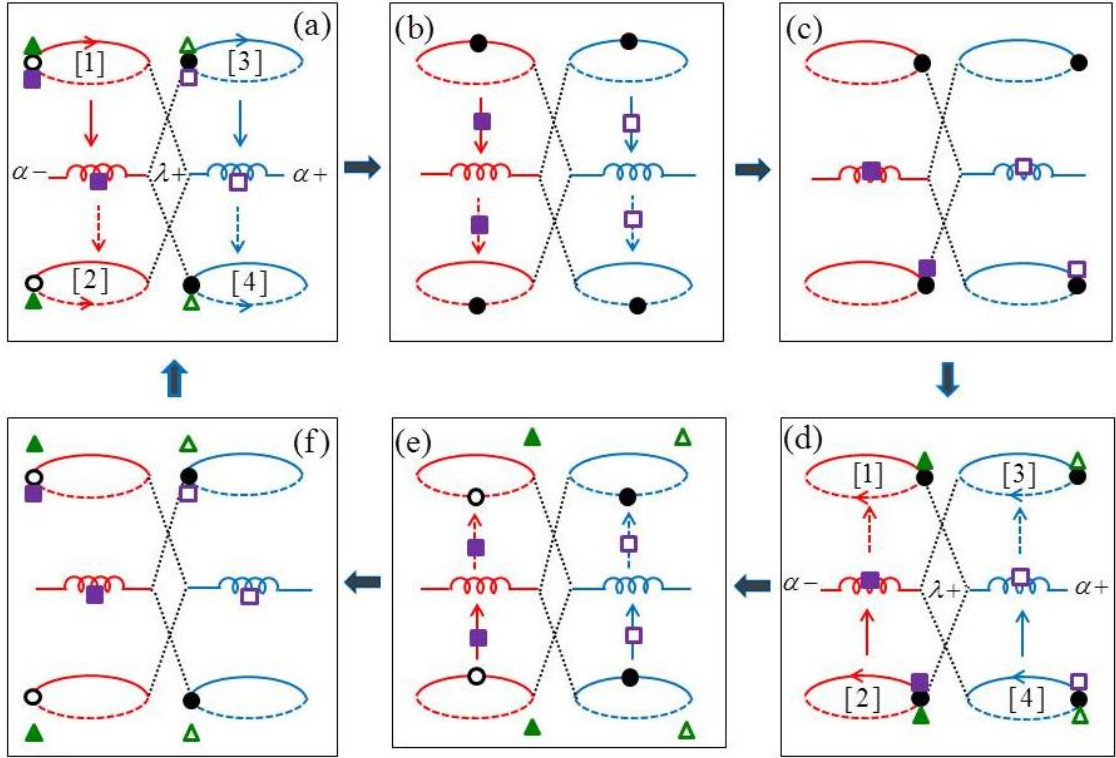 (a)
[1]
[3]
α− λ+ α+
[2]
[4]
(b)
(c)
(f)
(e)
(d)
[1]
[3]
α− λ+ α+
[2]
[4]